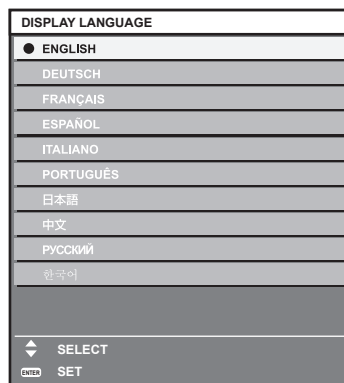 DISPLAY LANGUAGE
ENGLISH
DEUTSCH
FRANÇAIS
ESPAÑOL
ITALIANO
PORTUGUÊS
日本語
中文
РУССКИЙ
한국어
SELECT
ENTER SET